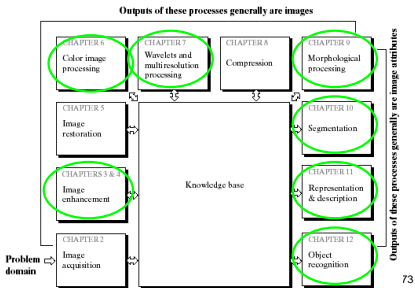 Outputs of these processes generally are images
CHAPTER 6
Color image
processing
CHAPTER 7
Wavelets and
multiresolution
processing
CHAPTER 8
Compression
CHAPTER 9
Morphological
processing
CHAPTER 5
Image
restoration
CHAPTERS 3 & 4
Image
enhancement
CHAPTER 2
Image
acquisition
Problem
domain
Knowledge base
CHAPTER 10
Segmentation
CHAPTER 11
Representation
& description
CHAPTER 12
Object
recognition
Outputs of these processes generally are image attributes
73